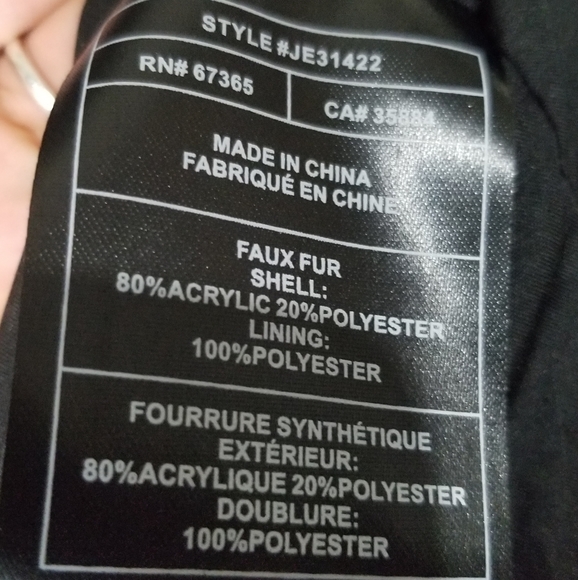 STYLE #JE31422
RN# 67365
CA#
MADE IN CHINA
FABRIQUÉ EN CHINE
FAUX FUR
SHELL:
80%ACRYLIC 20%POLYESTER
LINING:
100%POLYESTER
FOURRURE SYNTHÉTIQUE
EXTÉRIEUR:
80%ACRYLIQUE 20%POLYESTER
DOUBLURE:
100%POLYESTER